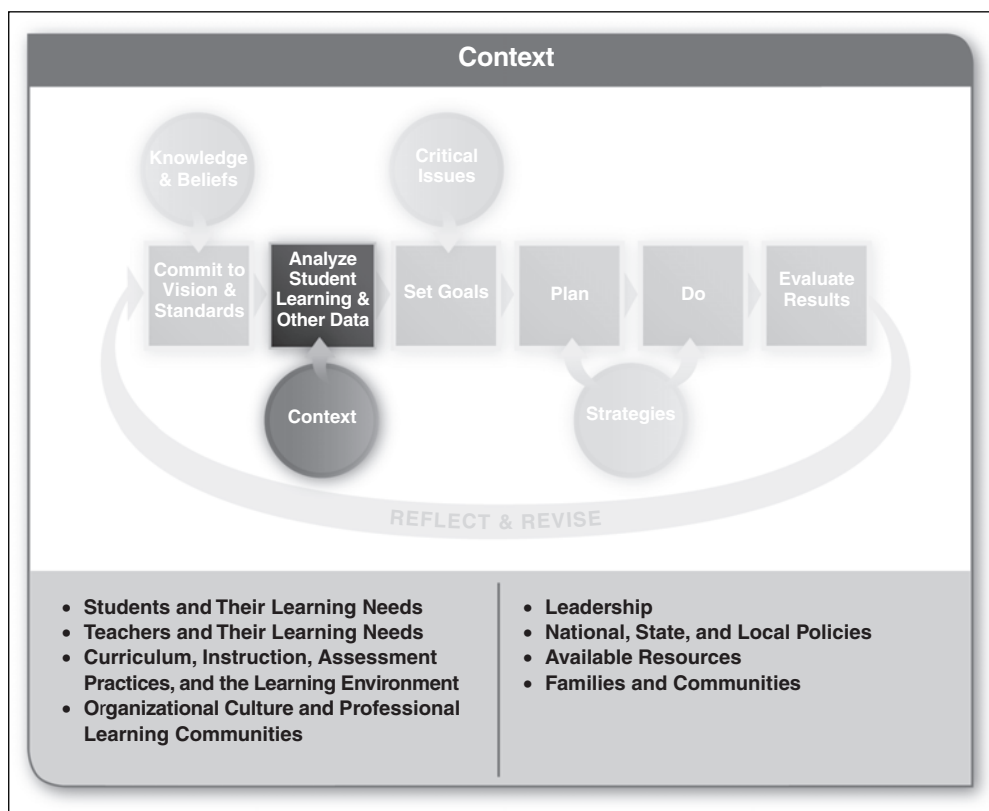 Context
Knowledge
& Beliefs
Critical
Issues
Commit to
Vision &
Standards
Analyze
Student
Learning &
Other Data
Set Goals
Plan
Do
Evaluate
Results
Context
Strategies
REFLECT & REVISE
• Students and Their Learning Needs
• Teachers and Their Learning Needs
• Curriculum, Instruction, Assessment
Practices, and the Learning Environment
• Organizational Culture and Professional
Learning Communities
• Leadership
• National, State, and Local Policies
• Available Resources
• Families and Communities